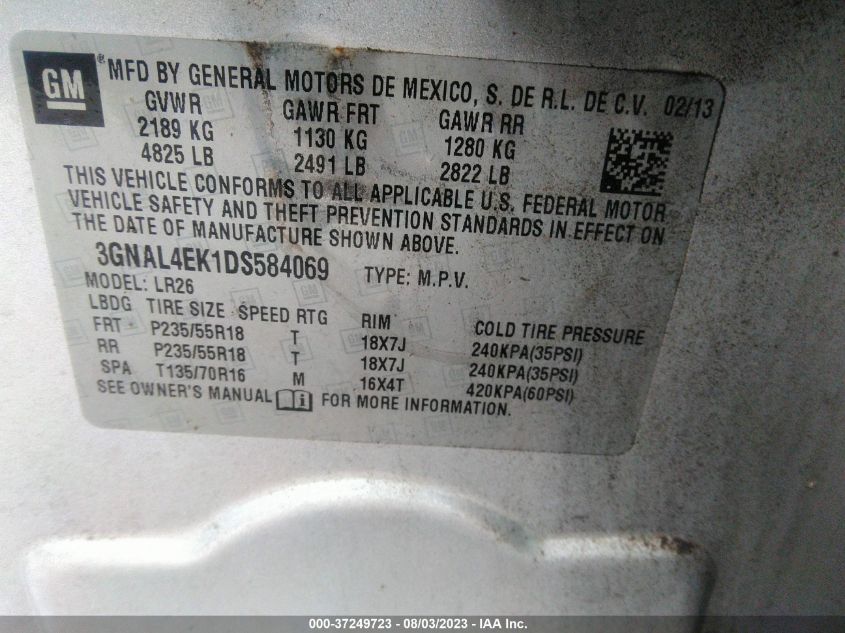 GM ® MFD BY GENERAL MOTORS DE MEXICO, S. DE R.L. DE C.V. 02/13
GVWR GAWR FRT GAWR RR
2189 KG 1130 KG 1280 KG
4825 LB 2491 LB 2822 LB
THIS VEHICLE CONFORMS TO ALL APPLICABLE U.S. FEDERAL MOTOR
VEHICLE SAFETY AND THEFT PREVENTION STANDARDS IN EFFECT ON
THE DATE OF MANUFACTURE SHOWN ABOVE.
3GNAL4EK1DS584069 TYPE: M.P.V.
MODEL: LR26
LBDG TIRE SIZE SPEED RTG RIM COLD TIRE PRESSURE
FRT P235/55R18 T 18X7J 240KPA(35PSI)
RR P235/55R18 T 18X7J 240KPA(35PSI)
SPA T135/70R16 M 16X4T 420KPA(60PSI)
SEE OWNER'S MANUAL FOR MORE INFORMATION.
000-37249723 - 08/03/2023 - IAA Inc.